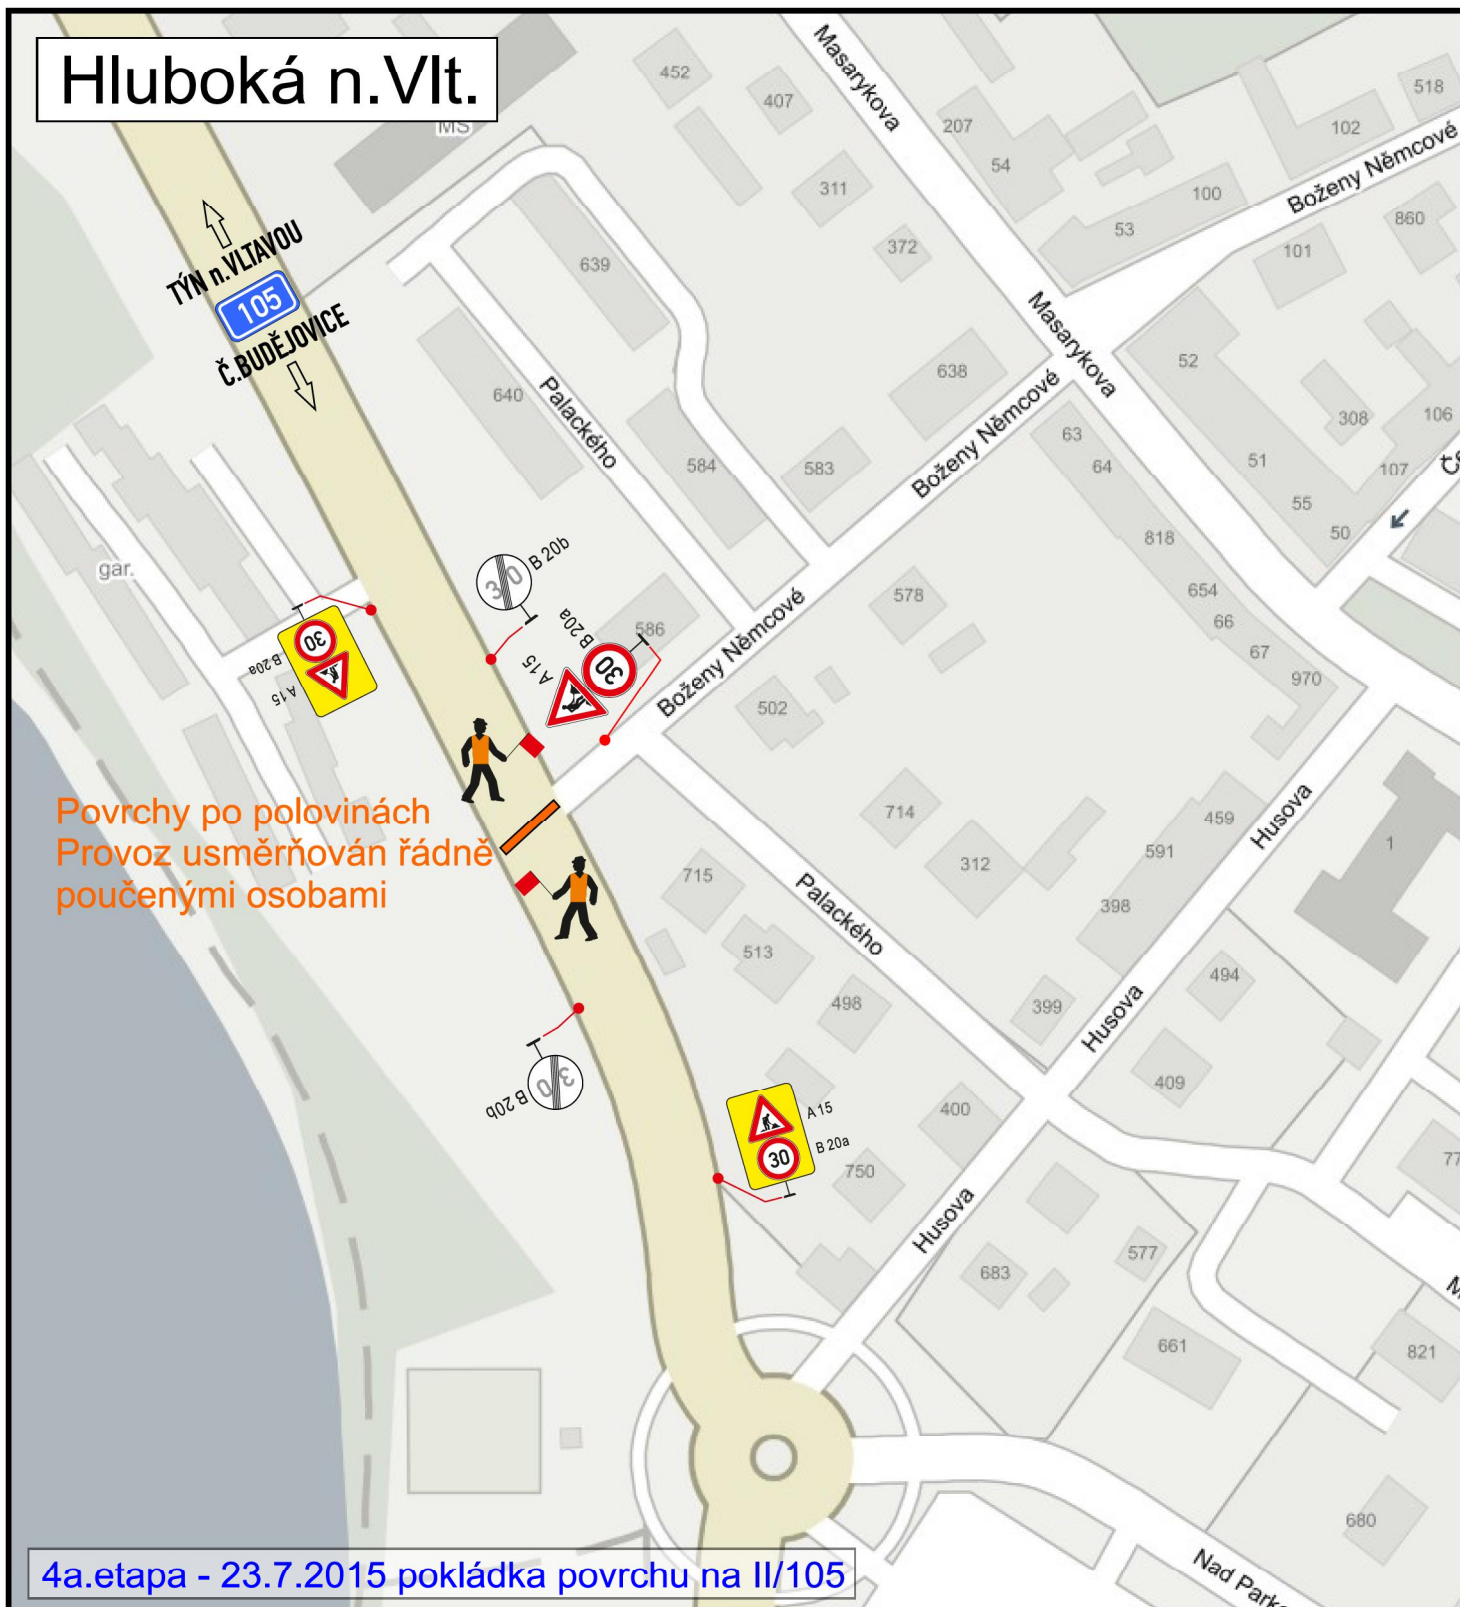 Hluboká n.Vlt.
MŠ
452
407
Masarykova
207
54
518
102
Boženy Němcové
311
100
53
860
372
101
TÝN n.VLTAVOU
105
Č.BUDĚJOVICE
639
640
Palackého
638
Masarykova
52
308
106
584
583
Boženy Němcové
63
64
51
107
55
50
818
gar.
30
B 20b
578
654
66
67
970
586
B 20a
30
A 15
Boženy Němcové
502
30
B 20a
A 15
Povrchy po polovinách
Provoz usměrňován řádně
poučenými osobami
714
312
459
591
398
Husova
1
715
513
498
Palackého
399
Husova
494
409
30
B 20b
A 15
30
B 20a
400
750
Husova
683
577
661
821
680
4a.etapa - 23.7.2015 pokládka povrchu na II/105